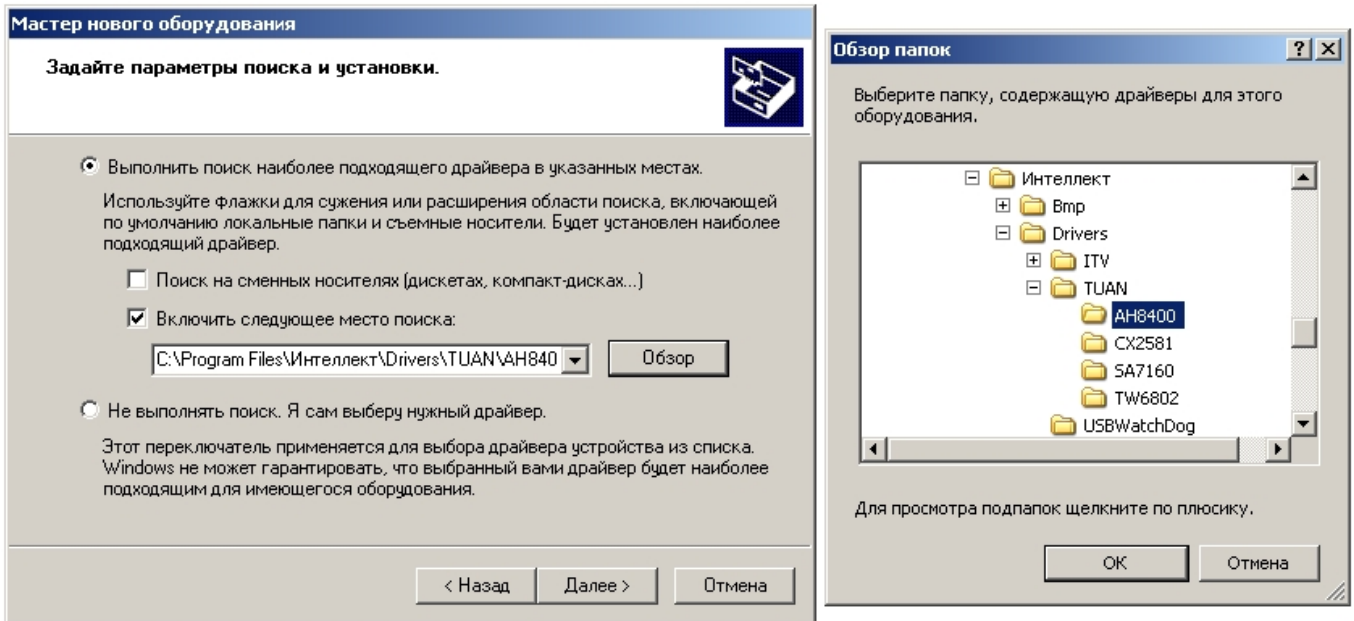 Мастер нового оборудования
Задайте параметры поиска и установки.
Выполнить поиск наиболее подходящего драйвера в указанных местах.
Используйте флажки для сужения или расширения области поиска, включающей
по умолчанию локальные папки и съемные носители. Будет установлен наиболее
подходящий драйвер.
Поиск на сменных носителях (дискетах, компакт-дисках...)
Включить следующее место поиска:
C:\Program Files\Интеллект\Drivers\TUAN\AH840
Обзор
Не выполнять поиск. Я сам выберу нужный драйвер.
Этот переключатель применяется для выбора драйвера устройства из списка.
Windows не может гарантировать, что выбранный вами драйвер будет наиболее
подходящим для имеющегося оборудования.
< Назад
Далее >
Отмена
Обзор папок
Выберите папку, содержащую драйверы для этого
оборудования.
Интеллект
Bmp
Drivers
ITV
TUAN
AH8400
CX2581
SA7160
TW6802
USBWatchDog
Для просмотра подпапок щелкните по плюсику.
OK
Отмена